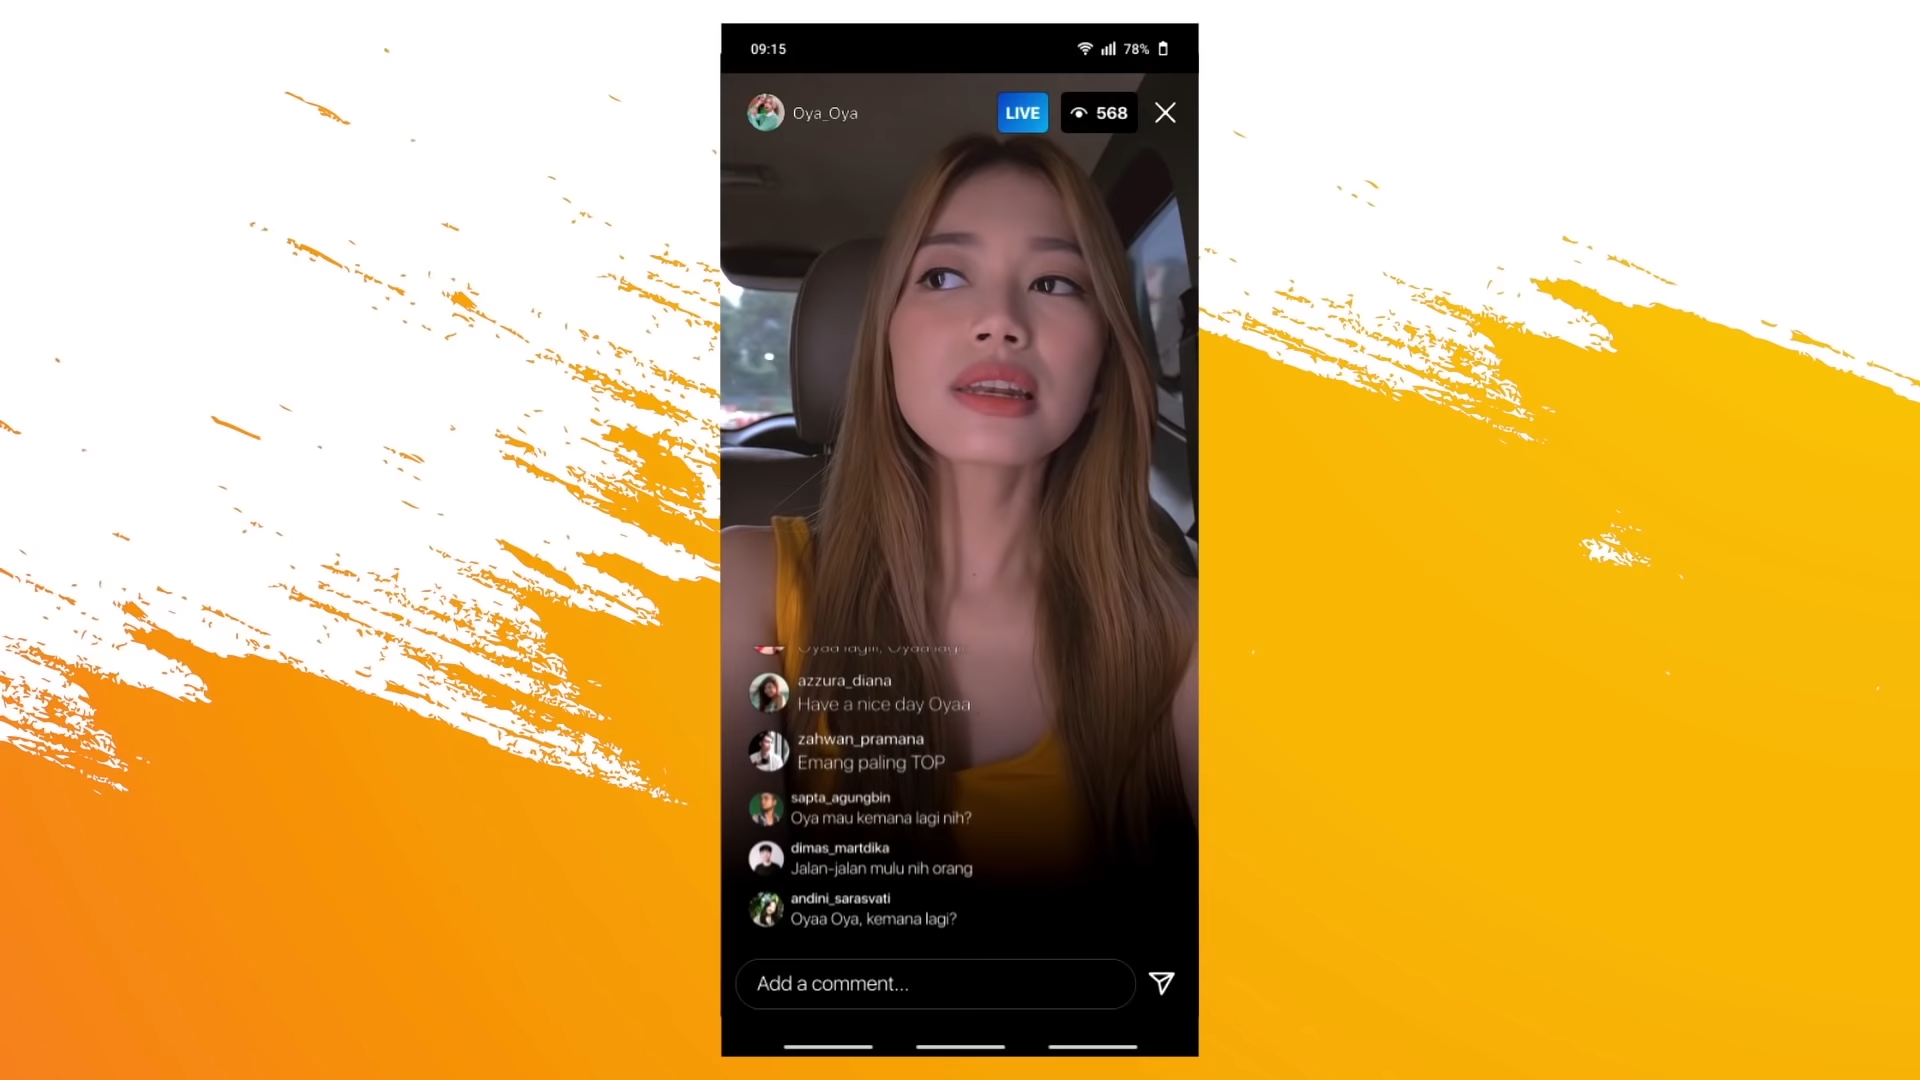 09:15
78%
Oya_Oya
LIVE
568
azzura_diana
Have a nice day Oyaa
zahwan_pramana
Emang paling TOP
sapta_agungbin
Oya mau kemana lagi nih?
dimas_martdika
Jalan-jalan mulu nih orang
andini_sarasvati
Oyaa Oya, kemana lagi?
Add a comment...